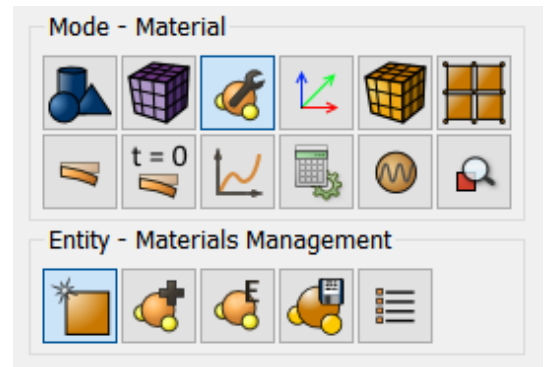 Mode - Material
t = 0
Entity - Materials Management
E